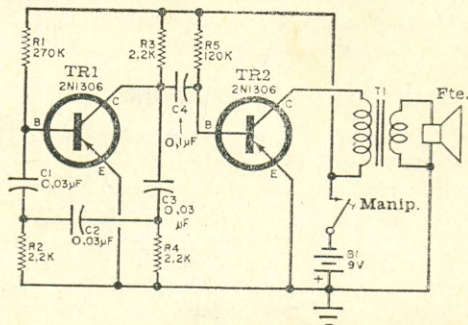 R1
270K
R3
2,2K
R5
120K
TR1
2N1306
TR2
2N1306
C
C4
0,1µF
C
T1
Fte.
B
E
B
E
C1
0,03µF
C3
0,03
µF
C2
0,03µF
R2
2,2K
R4
2,2K
Manip.
B1
9V
+